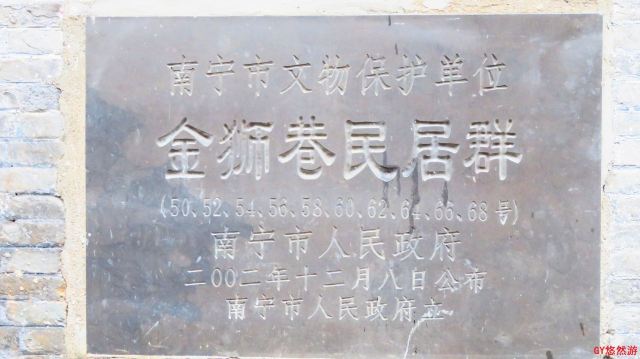 南宁市文物保护单位
金狮巷民居群
(50、52、54、56、58、60、62、64、66、68号)
南宁市人民政府
二00二年十二月八日公布
南宁市人民政府立
GY悠然游